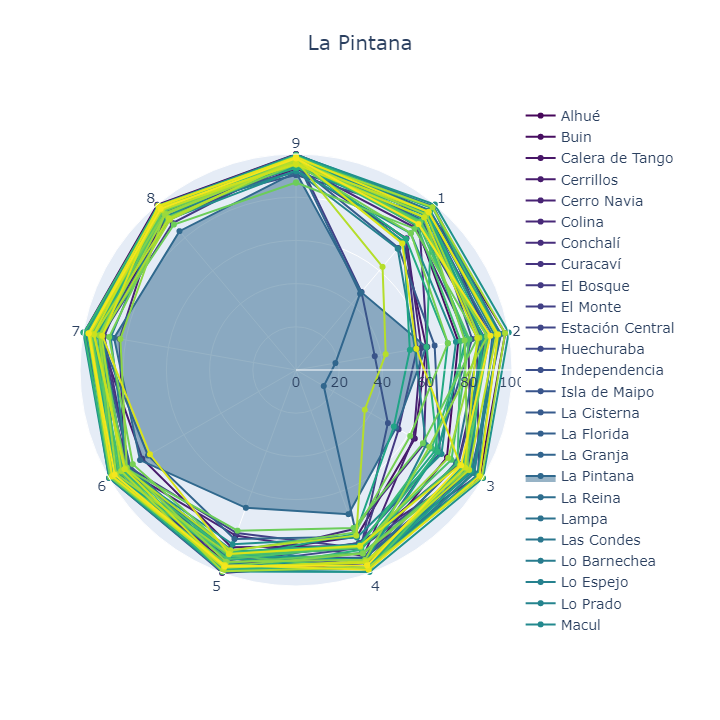 La Pintana
9
8
1
7
2
0
20
40
60
80
100
6
3
5
4
Alhué
Buin
Calera de Tango
Cerrillos
Cerro Navia
Colina
Conchalí
Curacaví
El Bosque
El Monte
Estación Central
Huechuraba
Independencia
Isla de Maipo
La Cisterna
La Florida
La Granja
La Pintana
La Reina
Lampa
Las Condes
Lo Barnechea
Lo Espejo
Lo Prado
Macul